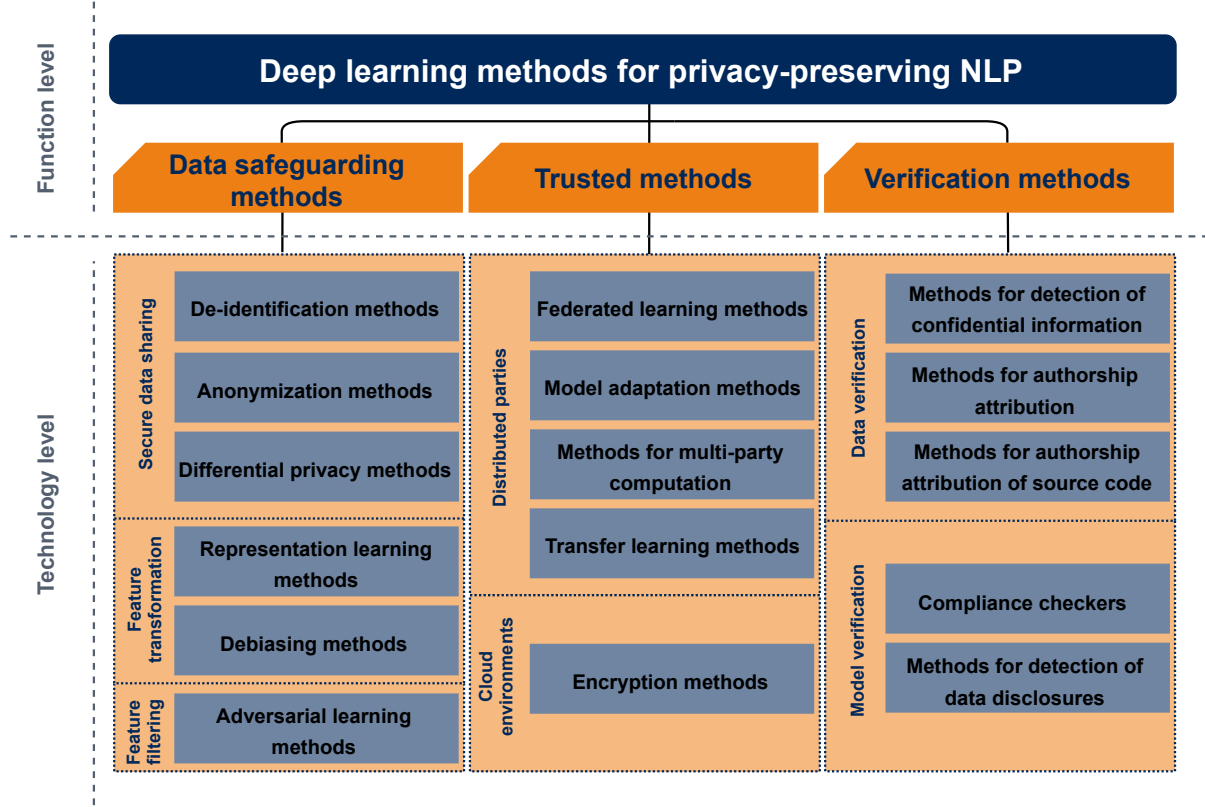 Function level
Deep learning methods for privacy-preserving NLP
Data safeguarding
methods
Trusted methods
Verification methods
Technology level
Secure data sharing
De-identification methods
Anonymization methods
Differential privacy methods
Feature
transformation
Representation learning
methods
Debiasing methods
Feature
filtering
Adversarial learning
methods
Distributed parties
Federated learning methods
Model adaptation methods
Methods for multi-party
computation
Transfer learning methods
Cloud
environments
Encryption methods
Data verification
Methods for detection of
confidential information
Methods for authorship
attribution
Methods for authorship
attribution of source code
Model verification
Compliance checkers
Methods for detection of
data disclosures